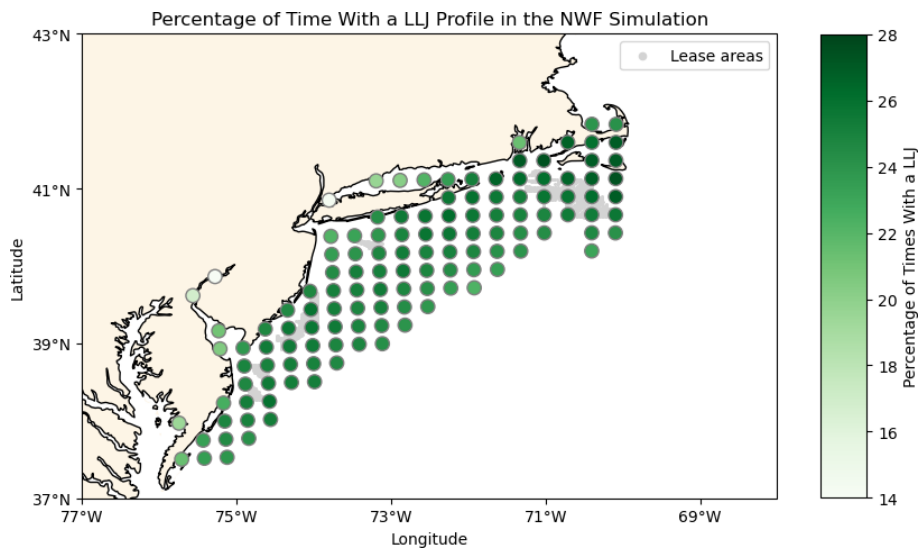 Percentage of Time With a LLJ Profile in the NWF Simulation
43°N
41°N
39°N
37°N
77°W
75°W
73°W
71°W
69°W
Latitude
Longitude
Lease areas
28
26
24
22
20
18
16
14
Percentage of Times With a LLJ